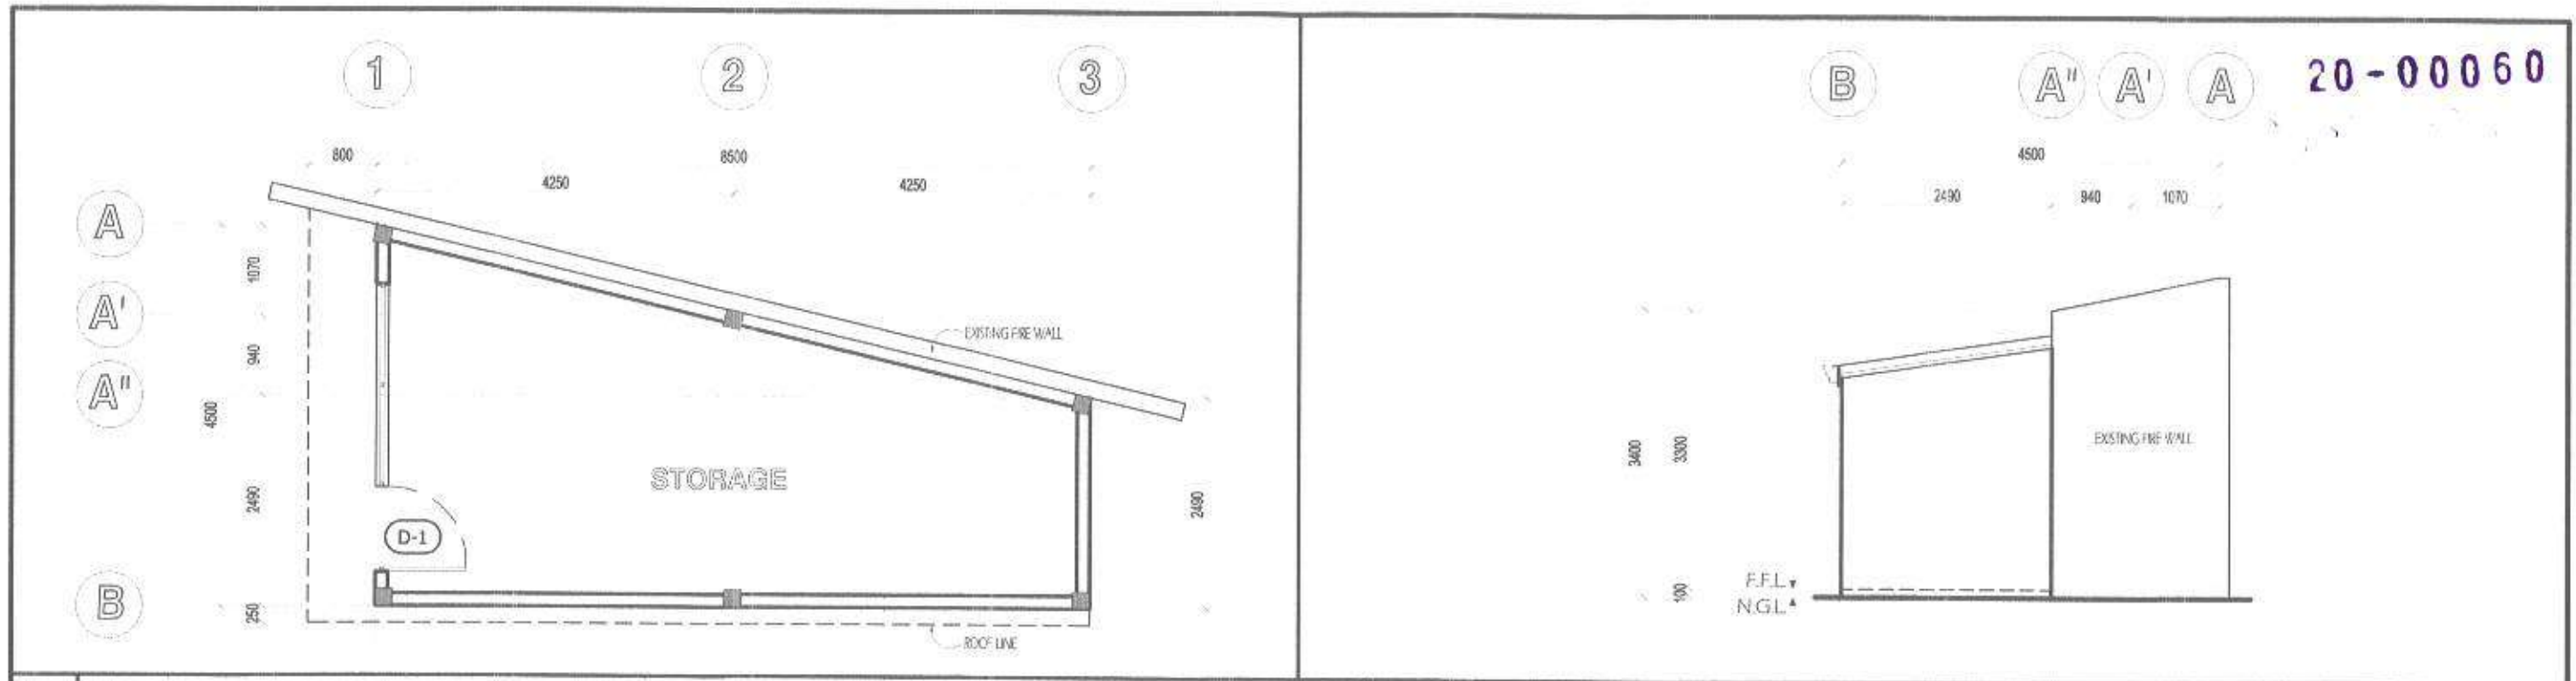 1 2 3
800 8500
4250 4250
A
1070
A'
940
A"
4500
EXISTING FIRE WALL
STORAGE
2490
2490
D-1
B
250
ROOF LINE
B A" A' A
20-00060
4500
2490 940 1070
3400
3300
EXISTING FIRE WALL
F.F.L.
100
N.G.L.